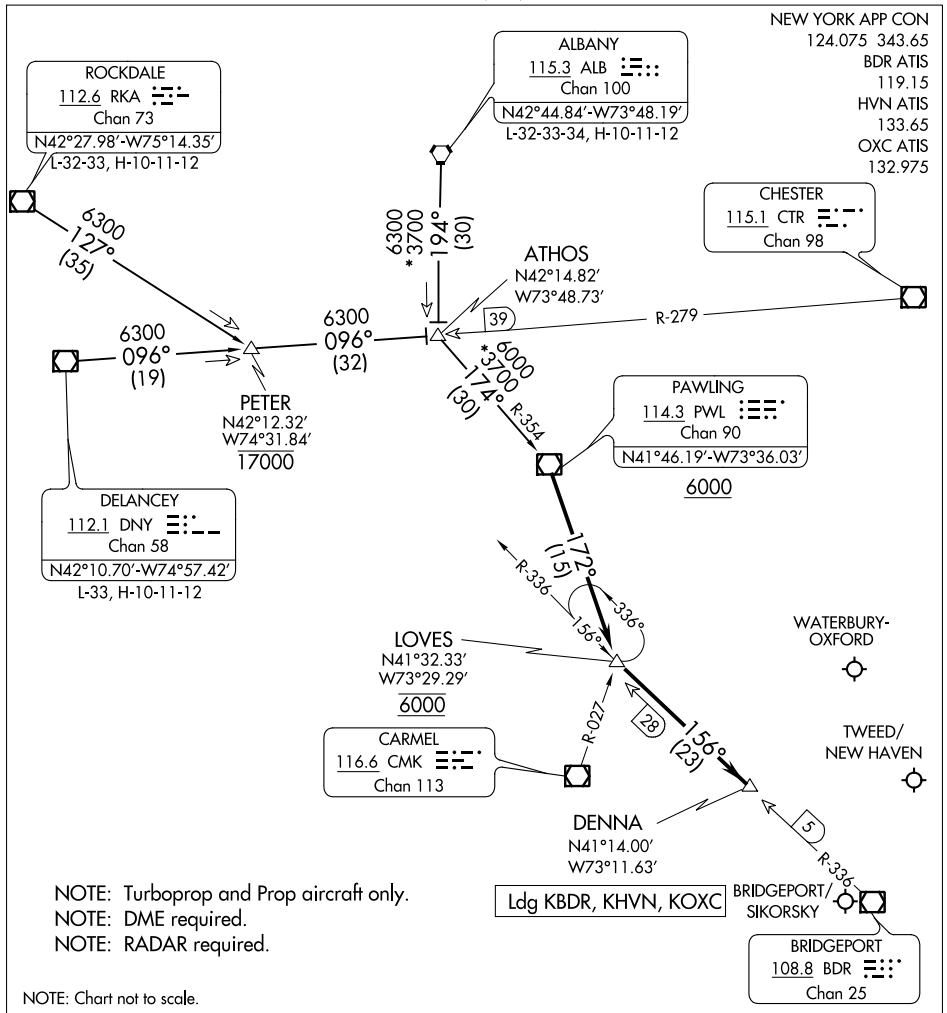 NEW YORK APP CON
124.075 343.65
BDR ATIS
119.15
HVN ATIS
133.65
OXC ATIS
132.975
ALBANY
115.3 ALB
Chan 100
N42°44.84'-W73°48.19'
L-32-33-34, H-10-11-12
ROCKDALE
112.6 RKA
Chan 73
N42°27.98'-W75°14.35'
L-32-33, H-10-11-12
CHESTER
115.1 CTR
Chan 98
6300
127°
(35)
6300
*3700
194°
(30)
ATHOS
N42°14.82'
W73°48.73'
39
R-279
6300
096°
(19)
6300
096°
(32)
6000
*3700
174°
(30)
R-354
PETER
N42°12.32'
W74°31.84'
17000
PAWLING
114.3 PWL
Chan 90
N41°46.19'-W73°36.03'
6000
DELANCEY
112.1 DNY
Chan 58
N42°10.70'-W74°57.42'
L-33, H-10-11-12
172°
(15)
R-336
156°
336°
LOVES
N41°32.33'
W73°29.29'
6000
WATERBURY-
OXFORD
CARMEL
116.6 CMK
Chan 113
R-027
28
156°
(23)
TWEED/
NEW HAVEN
DENNA
N41°14.00'
W73°11.63'
5
R-336
Ldg KBDR, KHVN, KOXC
BRIDGEPORT/
SIKORSKY
BRIDGEPORT
108.8 BDR
Chan 25
NOTE: Turboprop and Prop aircraft only.
NOTE: DME required.
NOTE: RADAR required.
NOTE: Chart not to scale.